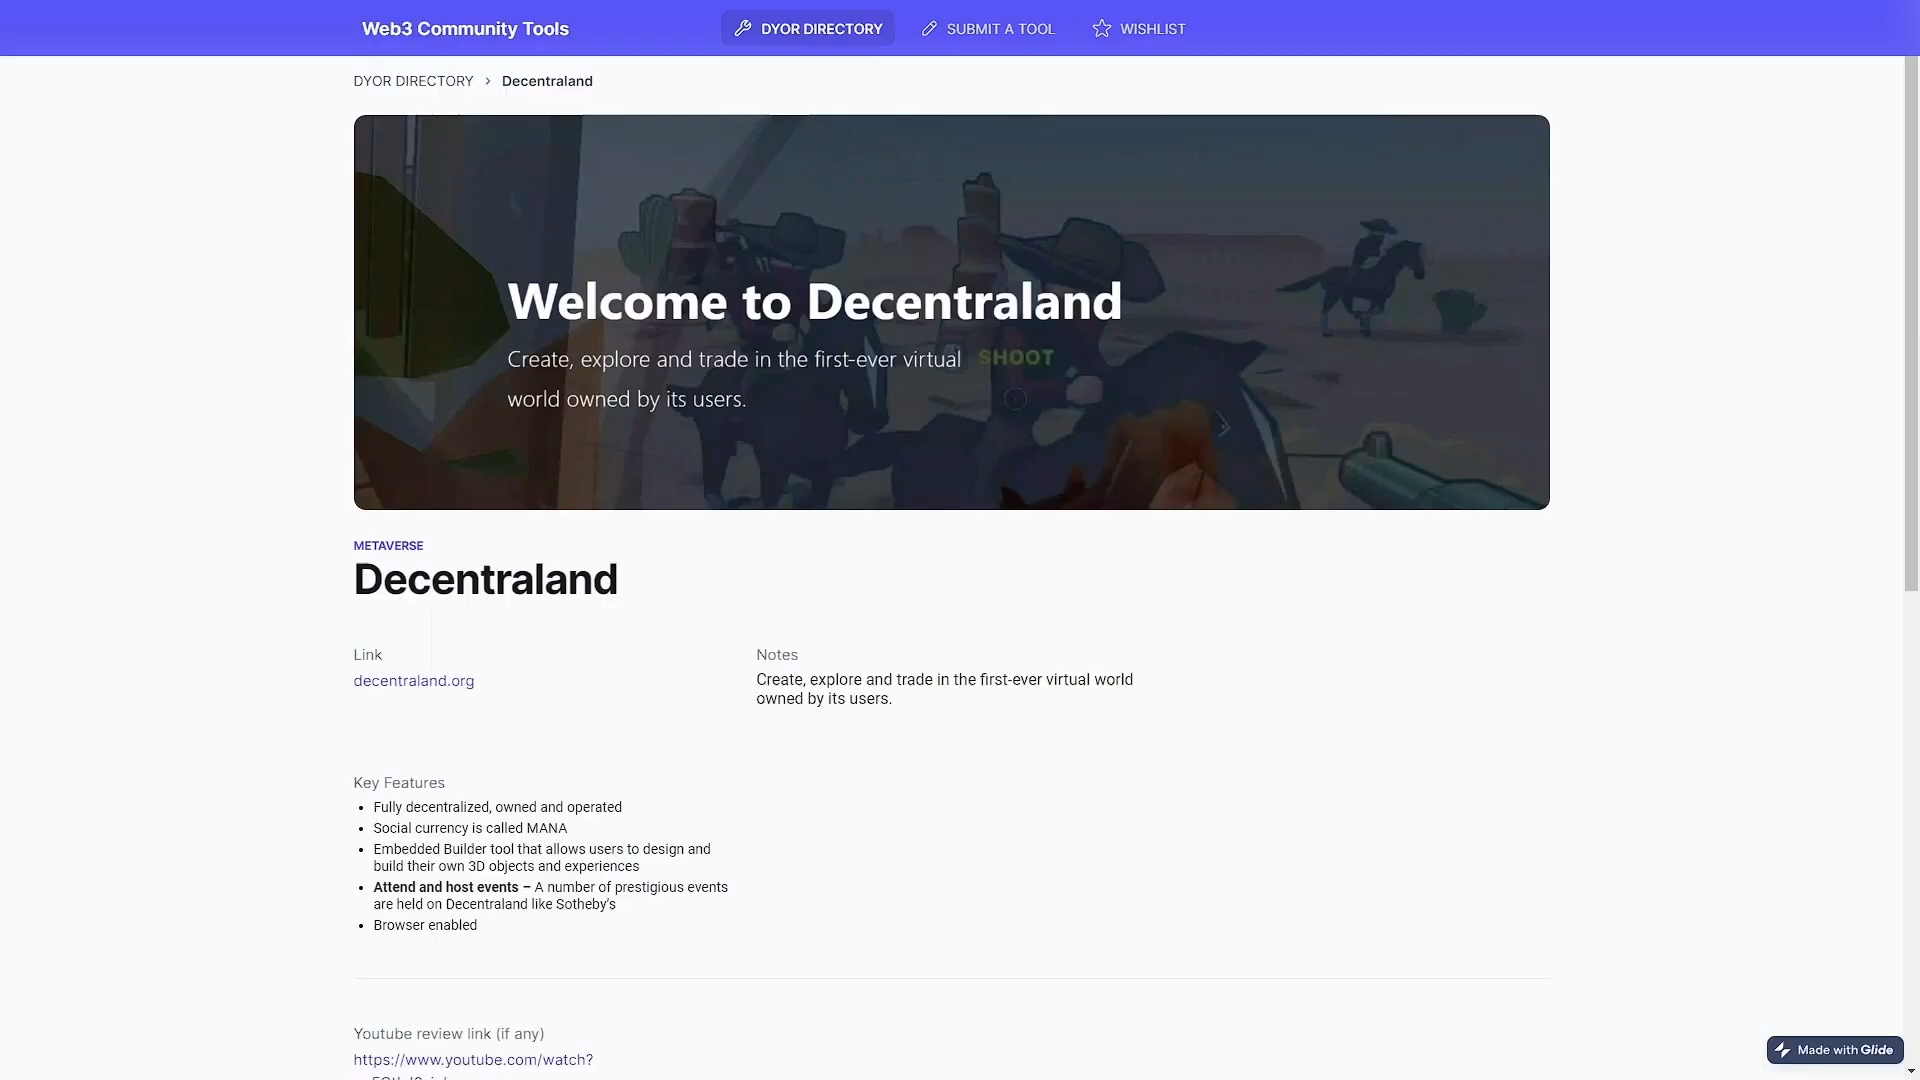 Web3 Community Tools
DYOR DIRECTORY
SUBMIT A TOOL
WISHLIST
DYOR DIRECTORY > Decentraland
Welcome to Decentraland
Create, explore and trade in the first-ever virtual
SHOOT
world owned by its users.
METAVERSE
Decentraland
Link
decentraland.org
Notes
Create, explore and trade in the first-ever virtual world
owned by its users.
Key Features
• Fully decentralized, owned and operated
• Social currency is called MANA
• Embedded Builder tool that allows users to design and
build their own 3D objects and experiences
• Attend and host events – A number of prestigious events
are held on Decentraland like Sotheby's
• Browser enabled
Youtube review link (if any)
https://www.youtube.com/watch?
Made with Glide